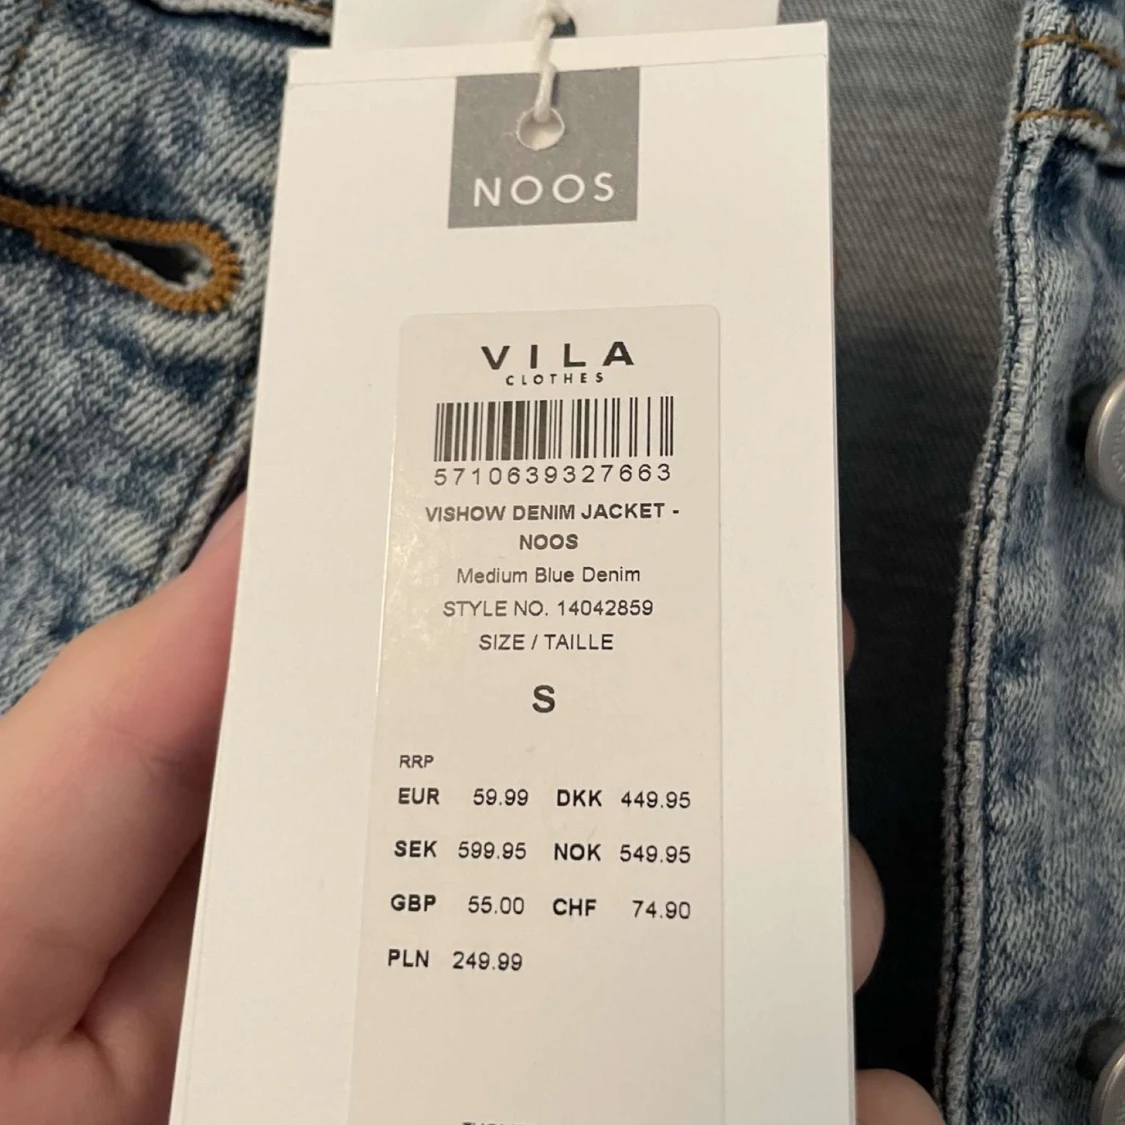 NOOS
VILA
CLOTHES
5710639327663
VISHOW DENIM JACKET -
NOOS
Medium Blue Denim
STYLE NO. 14042859
SIZE / TAILLE
S
RRP
EUR 59.99 DKK 449.95
SEK 599.95 NOK 549.95
GBP 55.00 CHF 74.90
PLN 249.99